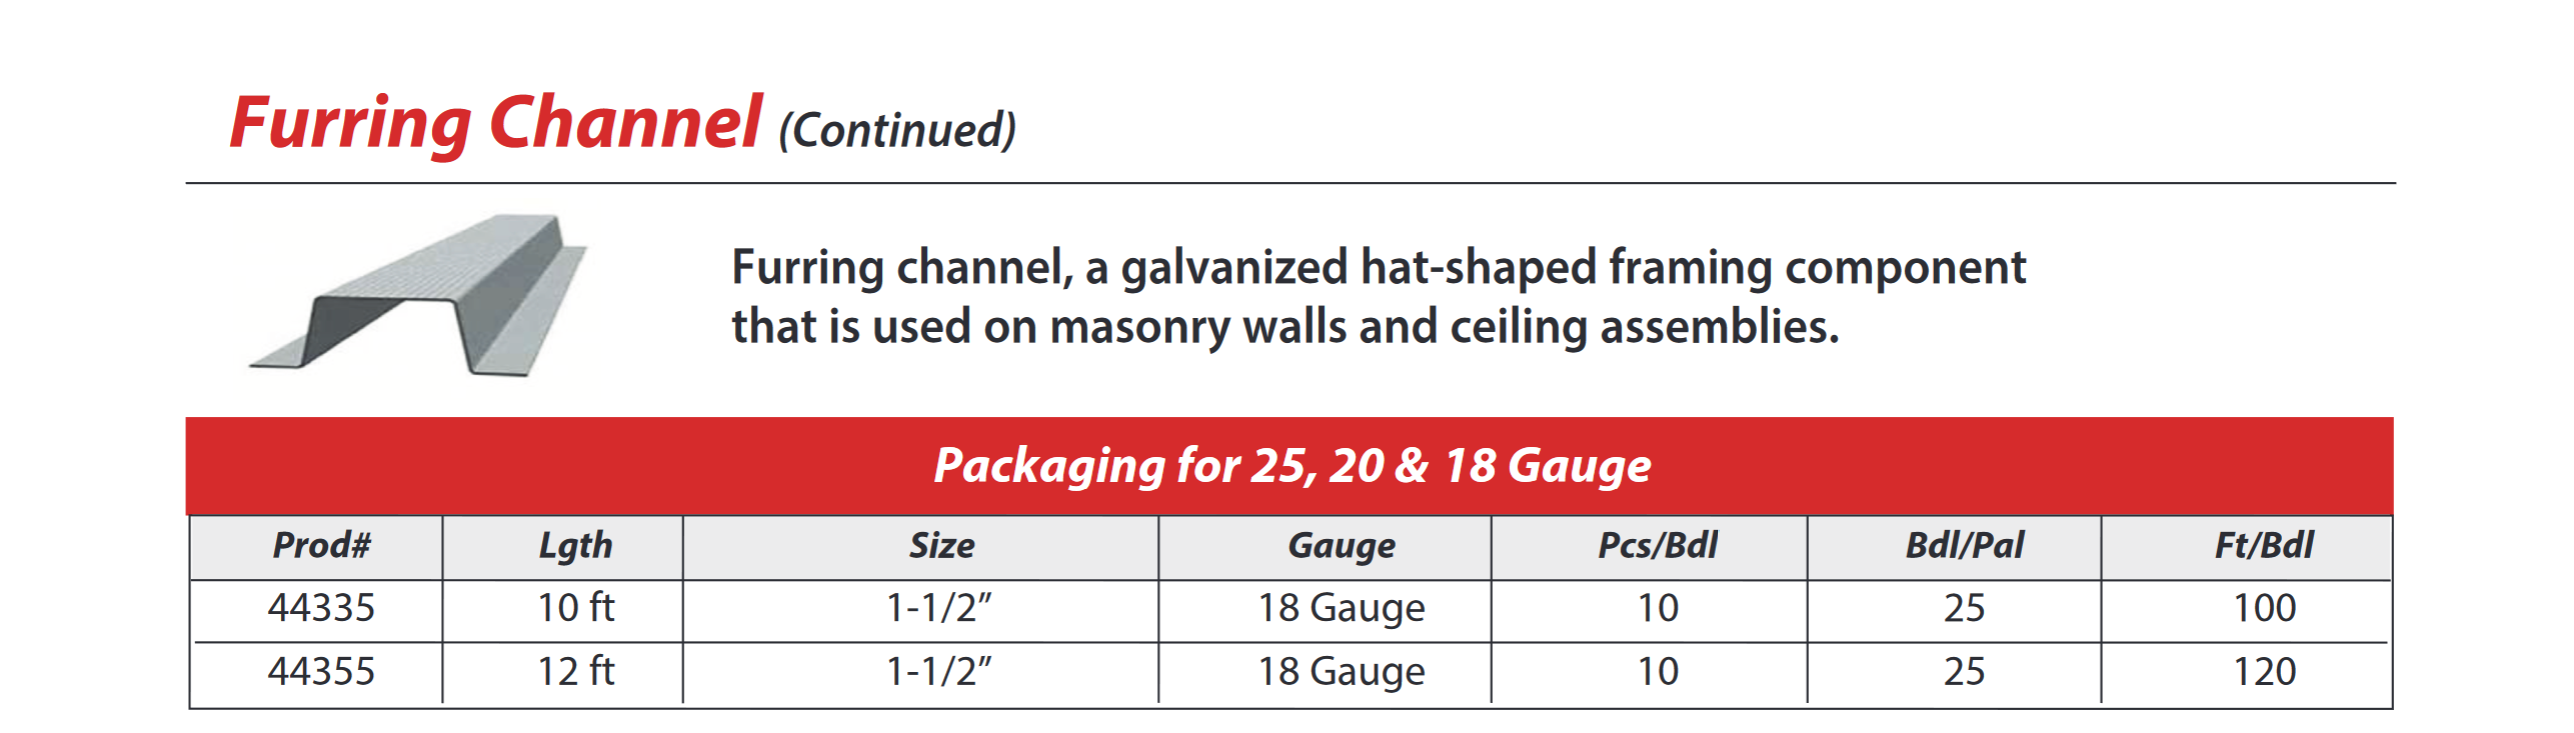 Furring Channel (Continued)
Furring channel, a galvanized hat-shaped framing component
that is used on masonry walls and ceiling assemblies.
Packaging for 25, 20 & 18 Gauge
Prod# Lgth Size Gauge Pcs/Bdl Bdl/Pal Ft/Bdl
44335 10 ft 1-1/2” 18 Gauge 10 25 100
44355 12 ft 1-1/2” 18 Gauge 10 25 120